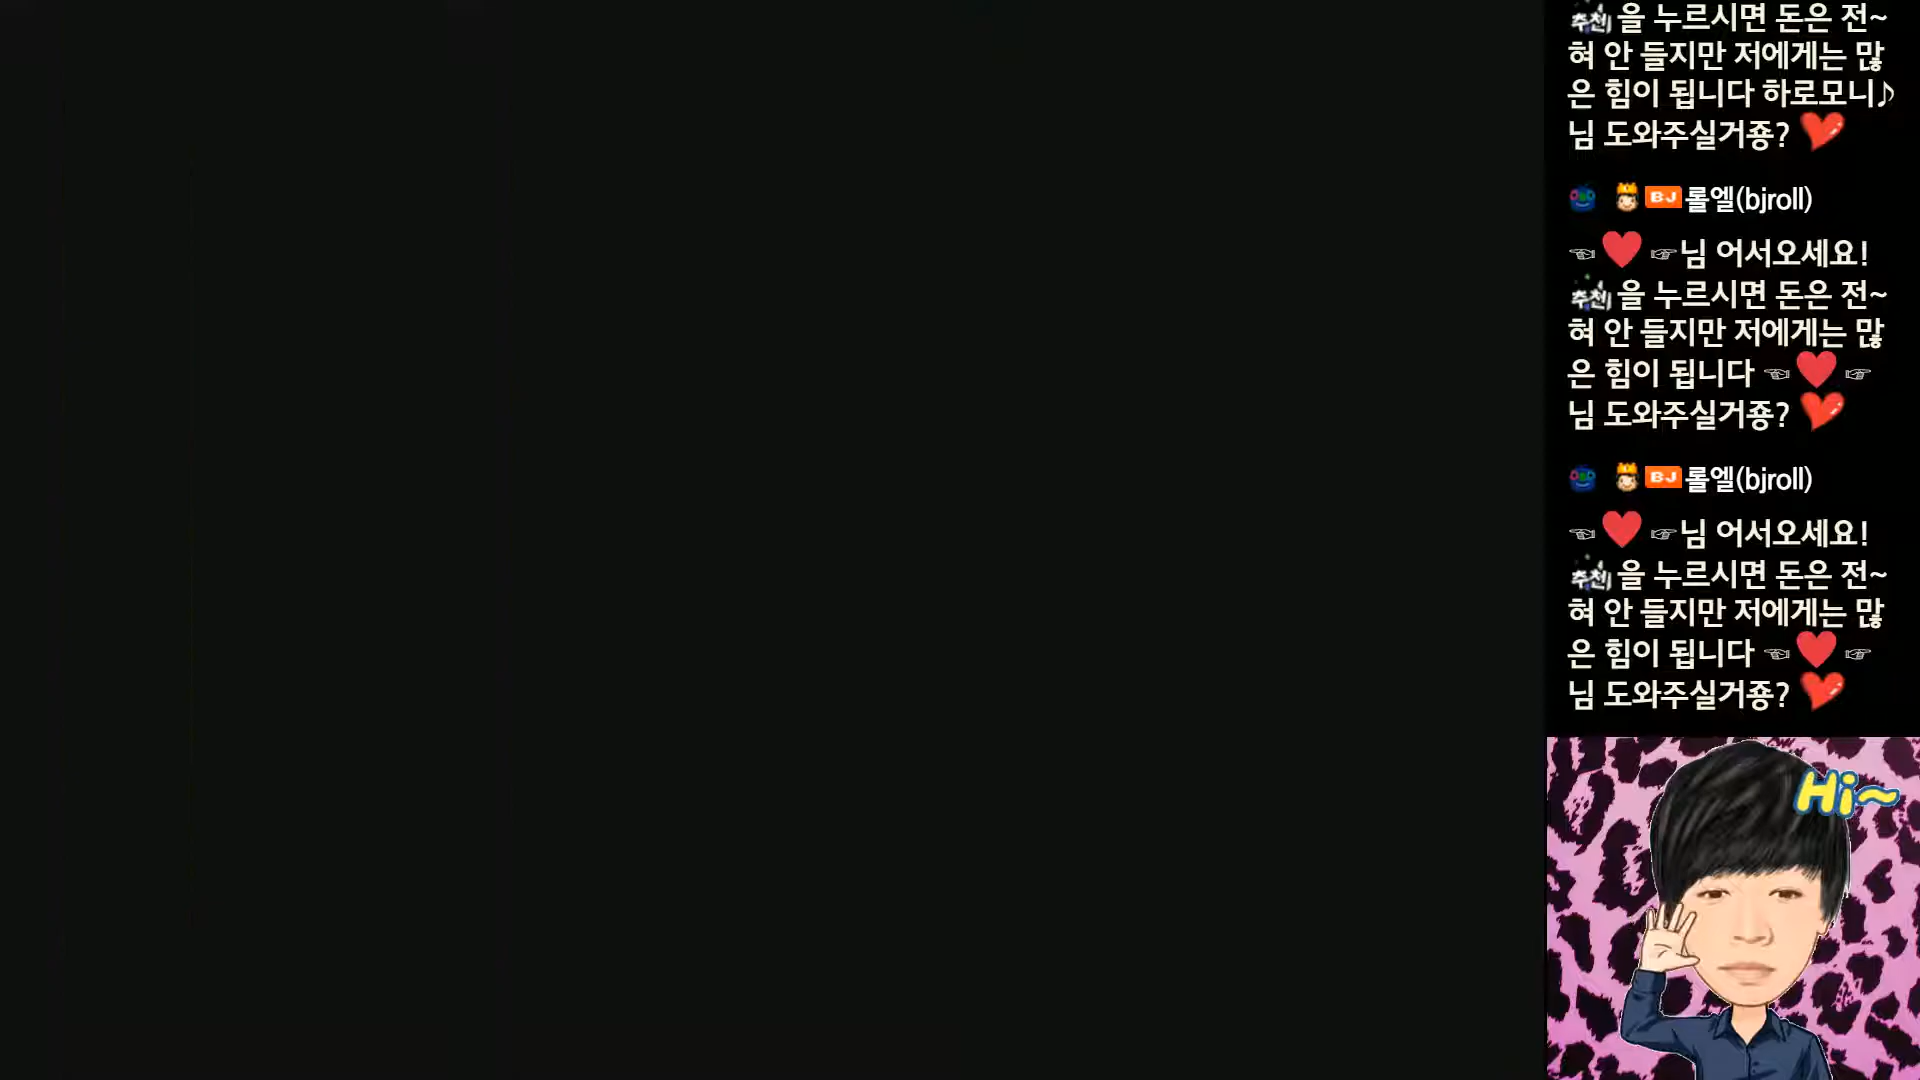 추천 을 누르시면 돈은 전~
혀 안 들지만 저에게는 많
은 힘이 됩니다 하로모니♪
님 도와주실거죵? ❤
BJ 롤엘(bjroll)
☜❤☞님 어서오세요!
추천 을 누르시면 돈은 전~
혀 안 들지만 저에게는 많
은 힘이 됩니다 ☜❤☞
님 도와주실거죵? ❤
BJ 롤엘(bjroll)
☜❤☞님 어서오세요!
추천 을 누르시면 돈은 전~
혀 안 들지만 저에게는 많
은 힘이 됩니다 ☜❤☞
님 도와주실거죵? ❤
Hi~